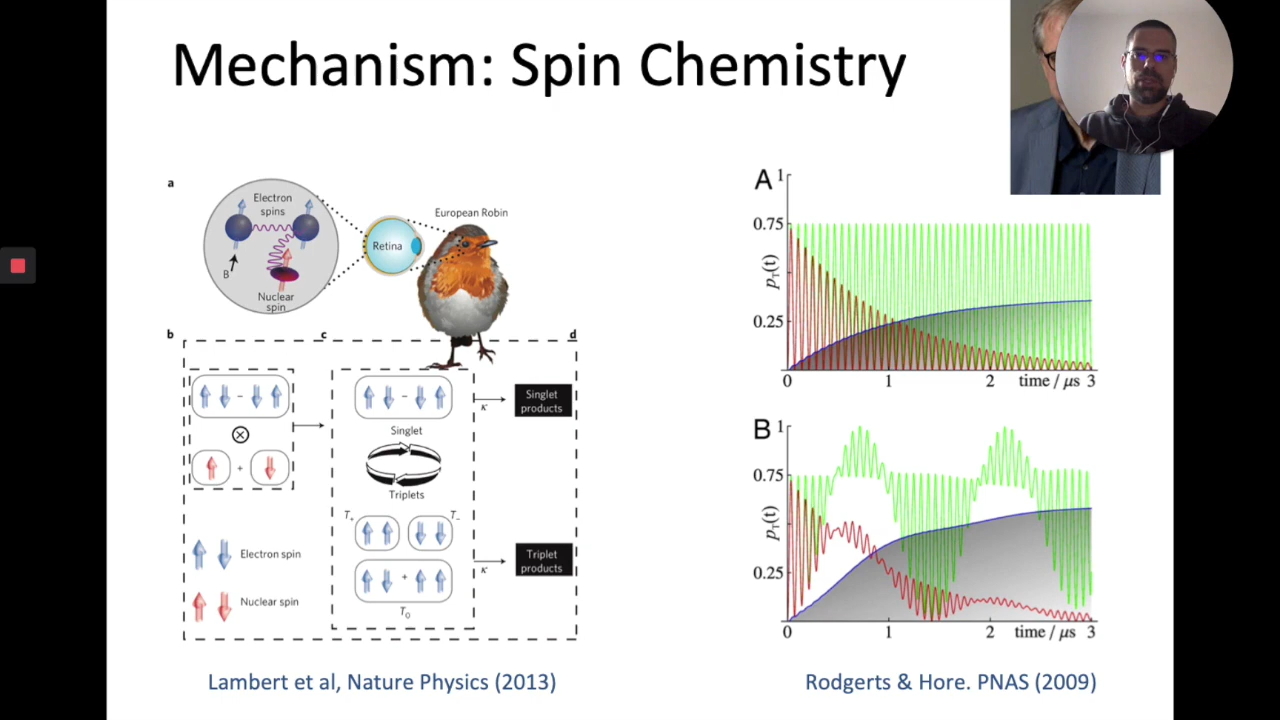 Mechanism: Spin Chemistry
a
Electron
spins
B
Nuclear
spin
Retina
European Robin
b
c
d
-
⊗
+
Electron spin
Nuclear spin
-
Singlet
Triplets
T+
T-
+
T0
κ
Singlet
products
κ
Triplet
products
Lambert et al, Nature Physics (2013)
A
1
0.75
pT(t)
0.25
0
1
2
time / μs 3
B
1
0.75
pT(t)
0.25
0
1
2
time / μs 3
Rodgerts & Hore. PNAS (2009)